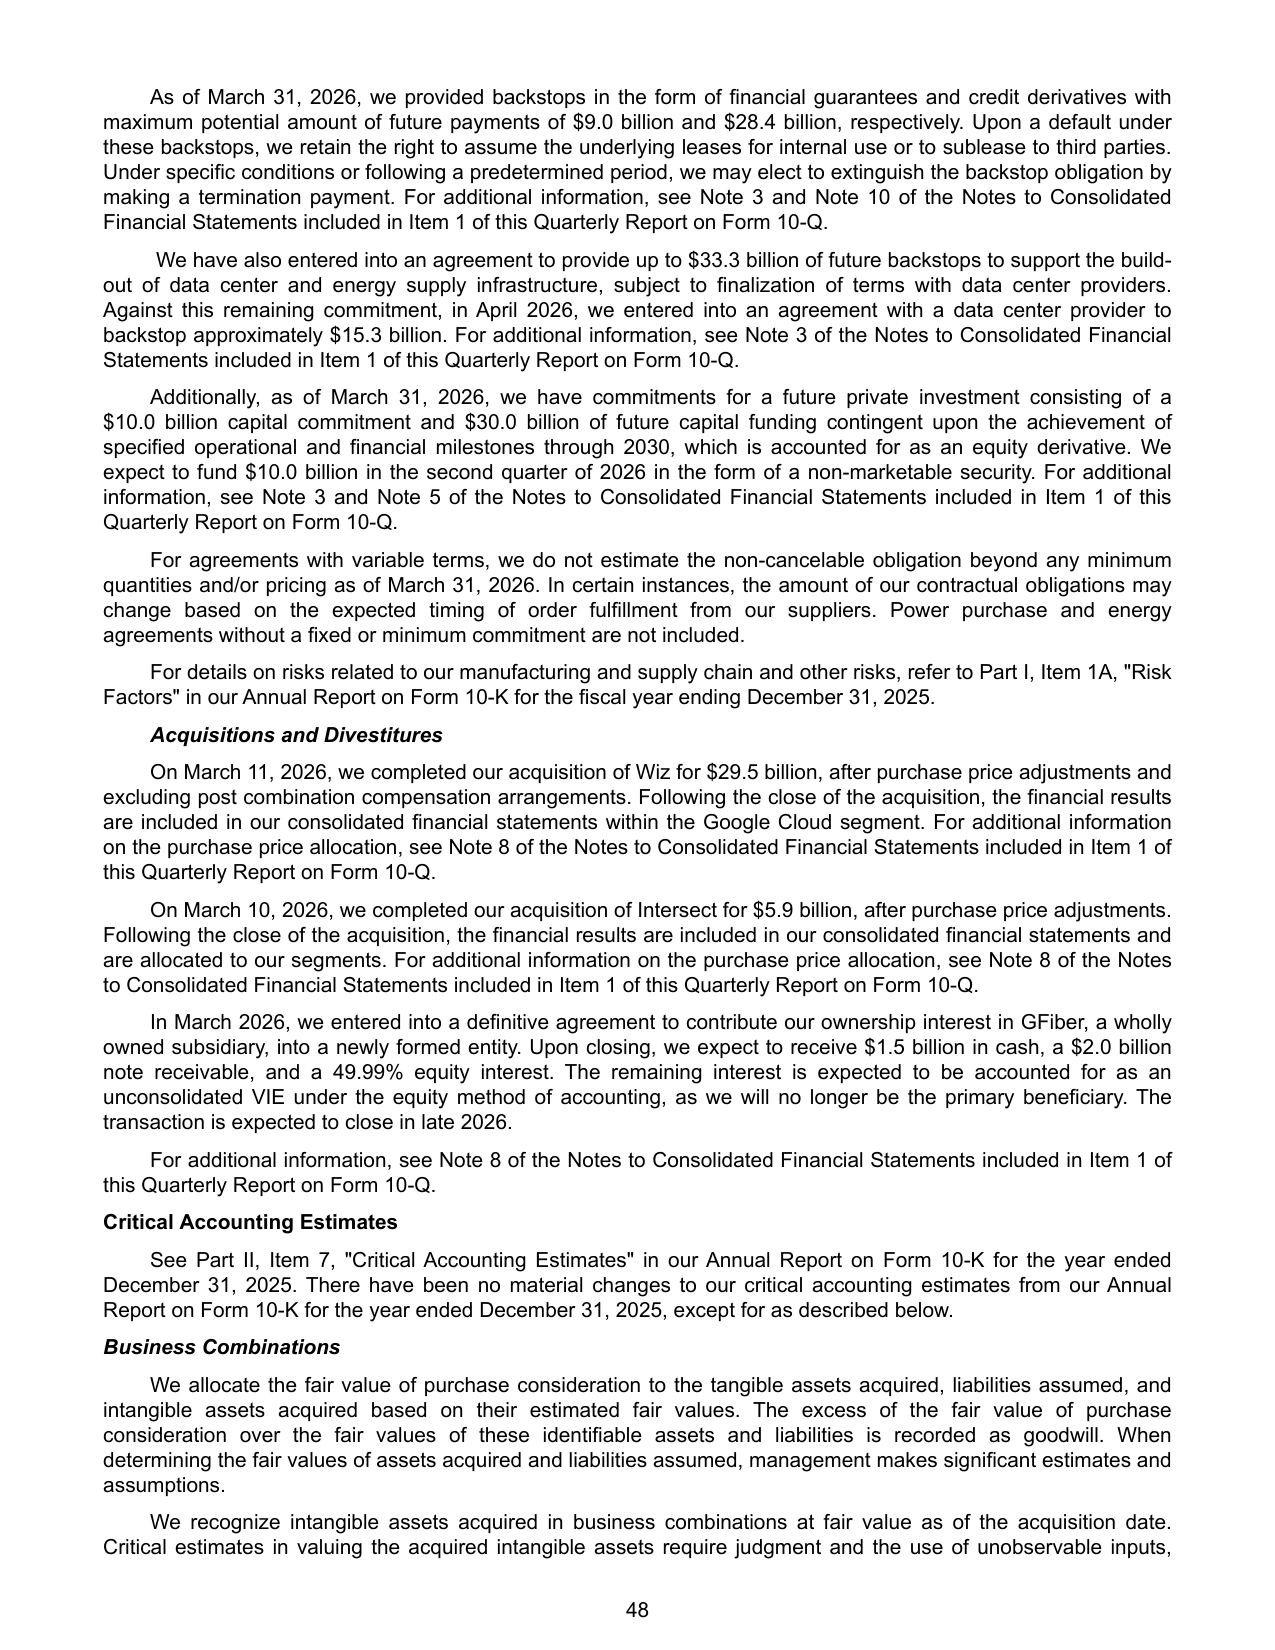 As of March 31, 2026, we provided backstops in the form of financial guarantees and credit derivatives with
maximum potential amount of future payments of $9.0 billion and $28.4 billion, respectively. Upon a default under
these backstops, we retain the right to assume the underlying leases for internal use or to sublease to third parties.
Under specific conditions or following a predetermined period, we may elect to extinguish the backstop obligation by
making a termination payment. For additional information, see Note 3 and Note 10 of the Notes to Consolidated
Financial Statements included in Item 1 of this Quarterly Report on Form 10-Q.
We have also entered into an agreement to provide up to $33.3 billion of future backstops to support the build-
out of data center and energy supply infrastructure, subject to finalization of terms with data center providers.
Against this remaining commitment, in April 2026, we entered into an agreement with a data center provider to
backstop approximately $15.3 billion. For additional information, see Note 3 of the Notes to Consolidated Financial
Statements included in Item 1 of this Quarterly Report on Form 10-Q.
Additionally, as of March 31, 2026, we have commitments for a future private investment consisting of a
$10.0 billion capital commitment and $30.0 billion of future capital funding contingent upon the achievement of
specified operational and financial milestones through 2030, which is accounted for as an equity derivative. We
expect to fund $10.0 billion in the second quarter of 2026 in the form of a non-marketable security. For additional
information, see Note 3 and Note 5 of the Notes to Consolidated Financial Statements included in Item 1 of this
Quarterly Report on Form 10-Q.
For agreements with variable terms, we do not estimate the non-cancelable obligation beyond any minimum
quantities and/or pricing as of March 31, 2026. In certain instances, the amount of our contractual obligations may
change based on the expected timing of order fulfillment from our suppliers. Power purchase and energy
agreements without a fixed or minimum commitment are not included.
For details on risks related to our manufacturing and supply chain and other risks, refer to Part I, Item 1A, "Risk
Factors" in our Annual Report on Form 10-K for the fiscal year ending December 31, 2025.
Acquisitions and Divestitures
On March 11, 2026, we completed our acquisition of Wiz for $29.5 billion, after purchase price adjustments and
excluding post combination compensation arrangements. Following the close of the acquisition, the financial results
are included in our consolidated financial statements within the Google Cloud segment. For additional information
on the purchase price allocation, see Note 8 of the Notes to Consolidated Financial Statements included in Item 1 of
this Quarterly Report on Form 10-Q.
On March 10, 2026, we completed our acquisition of Intersect for $5.9 billion, after purchase price adjustments.
Following the close of the acquisition, the financial results are included in our consolidated financial statements and
are allocated to our segments. For additional information on the purchase price allocation, see Note 8 of the Notes
to Consolidated Financial Statements included in Item 1 of this Quarterly Report on Form 10-Q.
In March 2026, we entered into a definitive agreement to contribute our ownership interest in GFiber, a wholly
owned subsidiary, into a newly formed entity. Upon closing, we expect to receive $1.5 billion in cash, a $2.0 billion
note receivable, and a 49.99% equity interest. The remaining interest is expected to be accounted for as an
unconsolidated VIE under the equity method of accounting, as we will no longer be the primary beneficiary. The
transaction is expected to close in late 2026.
For additional information, see Note 8 of the Notes to Consolidated Financial Statements included in Item 1 of
this Quarterly Report on Form 10-Q.
Critical Accounting Estimates
See Part II, Item 7, "Critical Accounting Estimates" in our Annual Report on Form 10-K for the year ended
December 31, 2025. There have been no material changes to our critical accounting estimates from our Annual
Report on Form 10-K for the year ended December 31, 2025, except for as described below.
Business Combinations
We allocate the fair value of purchase consideration to the tangible assets acquired, liabilities assumed, and
intangible assets acquired based on their estimated fair values. The excess of the fair value of purchase
consideration over the fair values of these identifiable assets and liabilities is recorded as goodwill. When
determining the fair values of assets acquired and liabilities assumed, management makes significant estimates and
assumptions.
We recognize intangible assets acquired in business combinations at fair value as of the acquisition date.
Critical estimates in valuing the acquired intangible assets require judgment and the use of unobservable inputs,
48